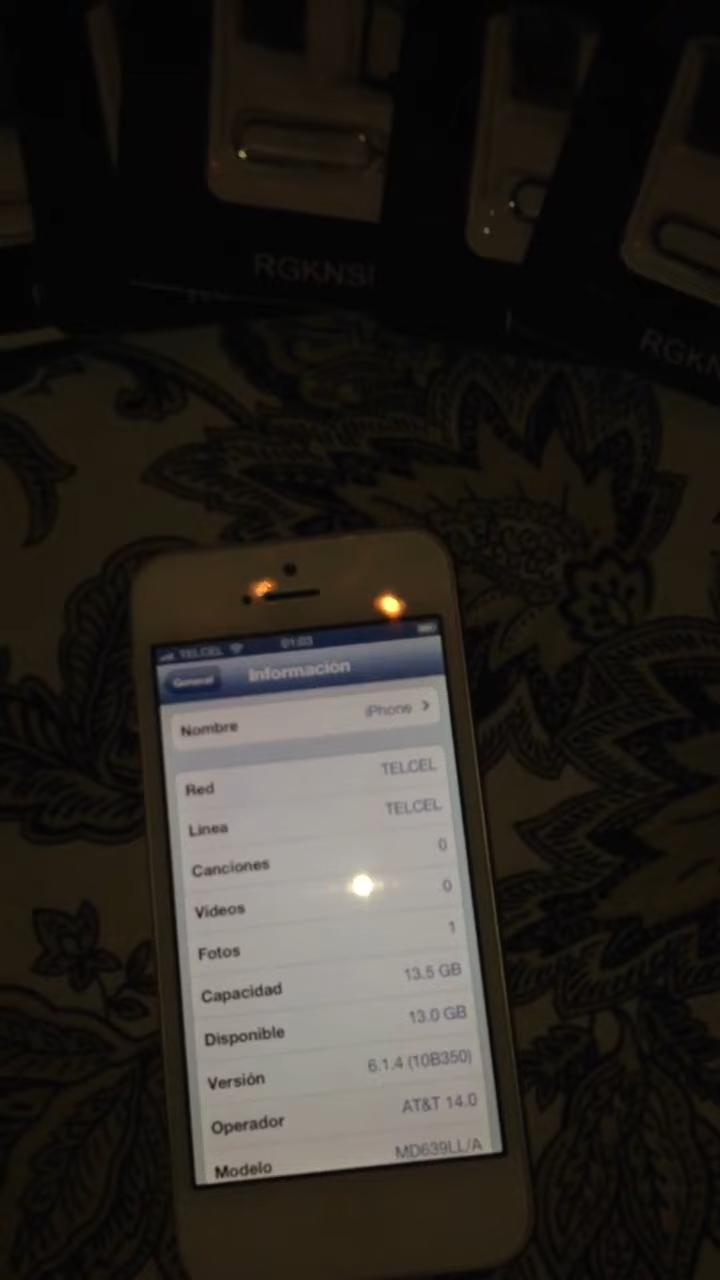 RGKNSI
RGKN
TELCEL 01:03
General Información
Nombre iPhone
Red TELCEL
Línea TELCEL
Canciones 0
Vídeos 0
Fotos 1
Capacidad 13.5 GB
Disponible 13.0 GB
Versión 6.1.4 (10B350)
Operador AT&T 14.0
Modelo MD639LL/A